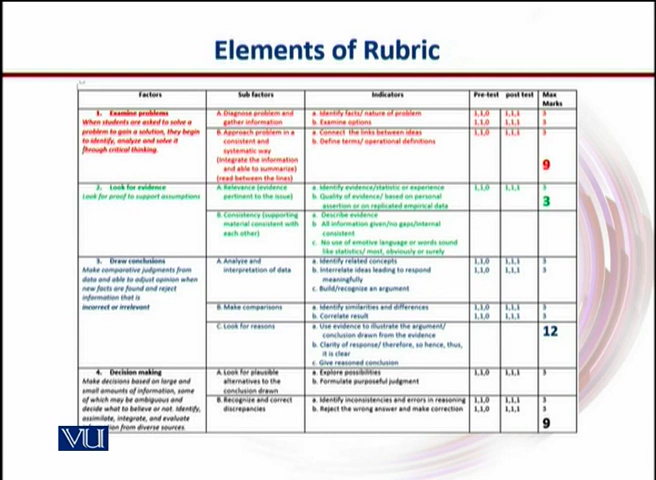 Elements of Rubric
Factors Sub factors Indicators Pre-test post test Max
Marks
1. Examine problems A. Diagnose problem and a. Identify facts/ nature of problem 1,1,0 1,1,1 3
When students are asked to solve a gather information b. Examine options 1,1,0 1,1,1 3
problem to gain a solution, they begin B. Approach problem in a a. Connect the links between ideas 1,1,0 1,1,1 3
to identify, analyze and solve it consistent and b. Define terms/ operational definitions
through critical thinking. systematic way
(Integrate the information
and able to summarize) 9
(read between the lines)
2. Look for evidence A. Relevance (evidence a. Identify evidence/statistic or experience 1,1,0 1,1,1 3
Look for proof to support assumptions pertinent to the issue) b. Quality of evidence/ based on personal 3
assertion or on replicated empirical data
B. Consistency (supporting a. Describe evidence
material consistent with b. All information given/no gaps/internal
each other) consistent
c. No use of emotive language or words sound
like statistics/ most, obviously or surely
3. Draw conclusions A. Analyze and a. Identify related concepts 1,1,0 1,1,1 3
Make comparative judgments from interpretation of data b. Interrelate ideas leading to respond 1,1,0 1,1,1 3
data and able to adjust opinion when meaningfully
new facts are found and reject c. Build/recognize an argument
information that is
incorrect or irrelevant B. Make comparisons a. Identify similarities and differences 1,1,0 1,1,1 3
b. Correlate result 1,1,0 1,1,1 3
C. Look for reasons a. Use evidence to illustrate the argument/ 12
conclusion drawn from the evidence
b. Clarity of response/ therefore, so hence, thus,
it is clear
c. Give reasoned conclusion
4. Decision making A. Look for plausible a. Explore possibilities 1,1,0 1,1,1 3
Make decisions based on large and alternatives to the b. Formulate purposeful judgment
small amounts of information, some conclusion drawn
of which may be ambiguous and B. Recognize and correct a. Identify inconsistencies and errors in reasoning 1,1,0 1,1,1 3
decide what to believe or not. Identify, discrepancies b. Reject the wrong answer and make correction 1,1,0 1,1,1 3
assimilate, integrate, and evaluate 9
from diverse sources.
VU